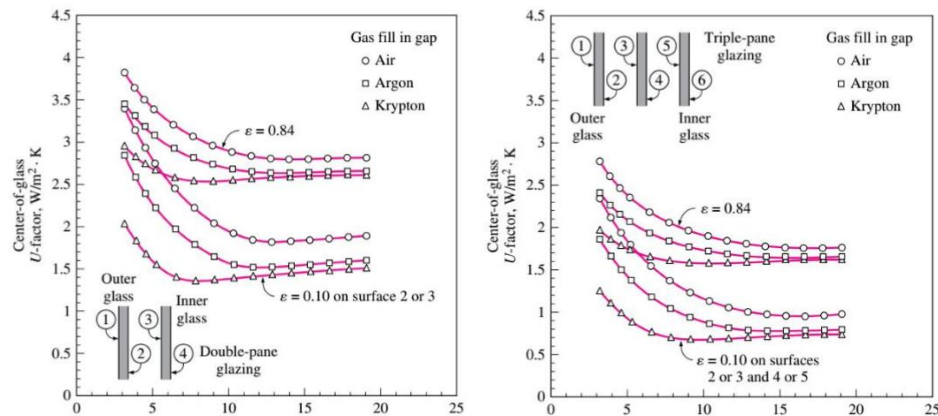 4.5
4
3.5
3
2.5
2
1.5
1
0.5
0
0
5
10
15
20
25
Center-of-glass
U-factor, W/m² · K
Gas fill in gap
Air
Argon
Krypton
ε = 0.84
ε = 0.10 on surface 2 or 3
Outer
glass
Inner
glass
1
2
3
4
Double-pane
glazing
4.5
4
3.5
3
2.5
2
1.5
1
0.5
0
0
5
10
15
20
25
Center-of-glass
U-factor, W/m² · K
1
2
3
4
5
6
Triple-pane
glazing
Outer
glass
Inner
glass
Gas fill in gap
Air
Argon
Krypton
ε = 0.84
ε = 0.10 on surfaces
2 or 3 and 4 or 5